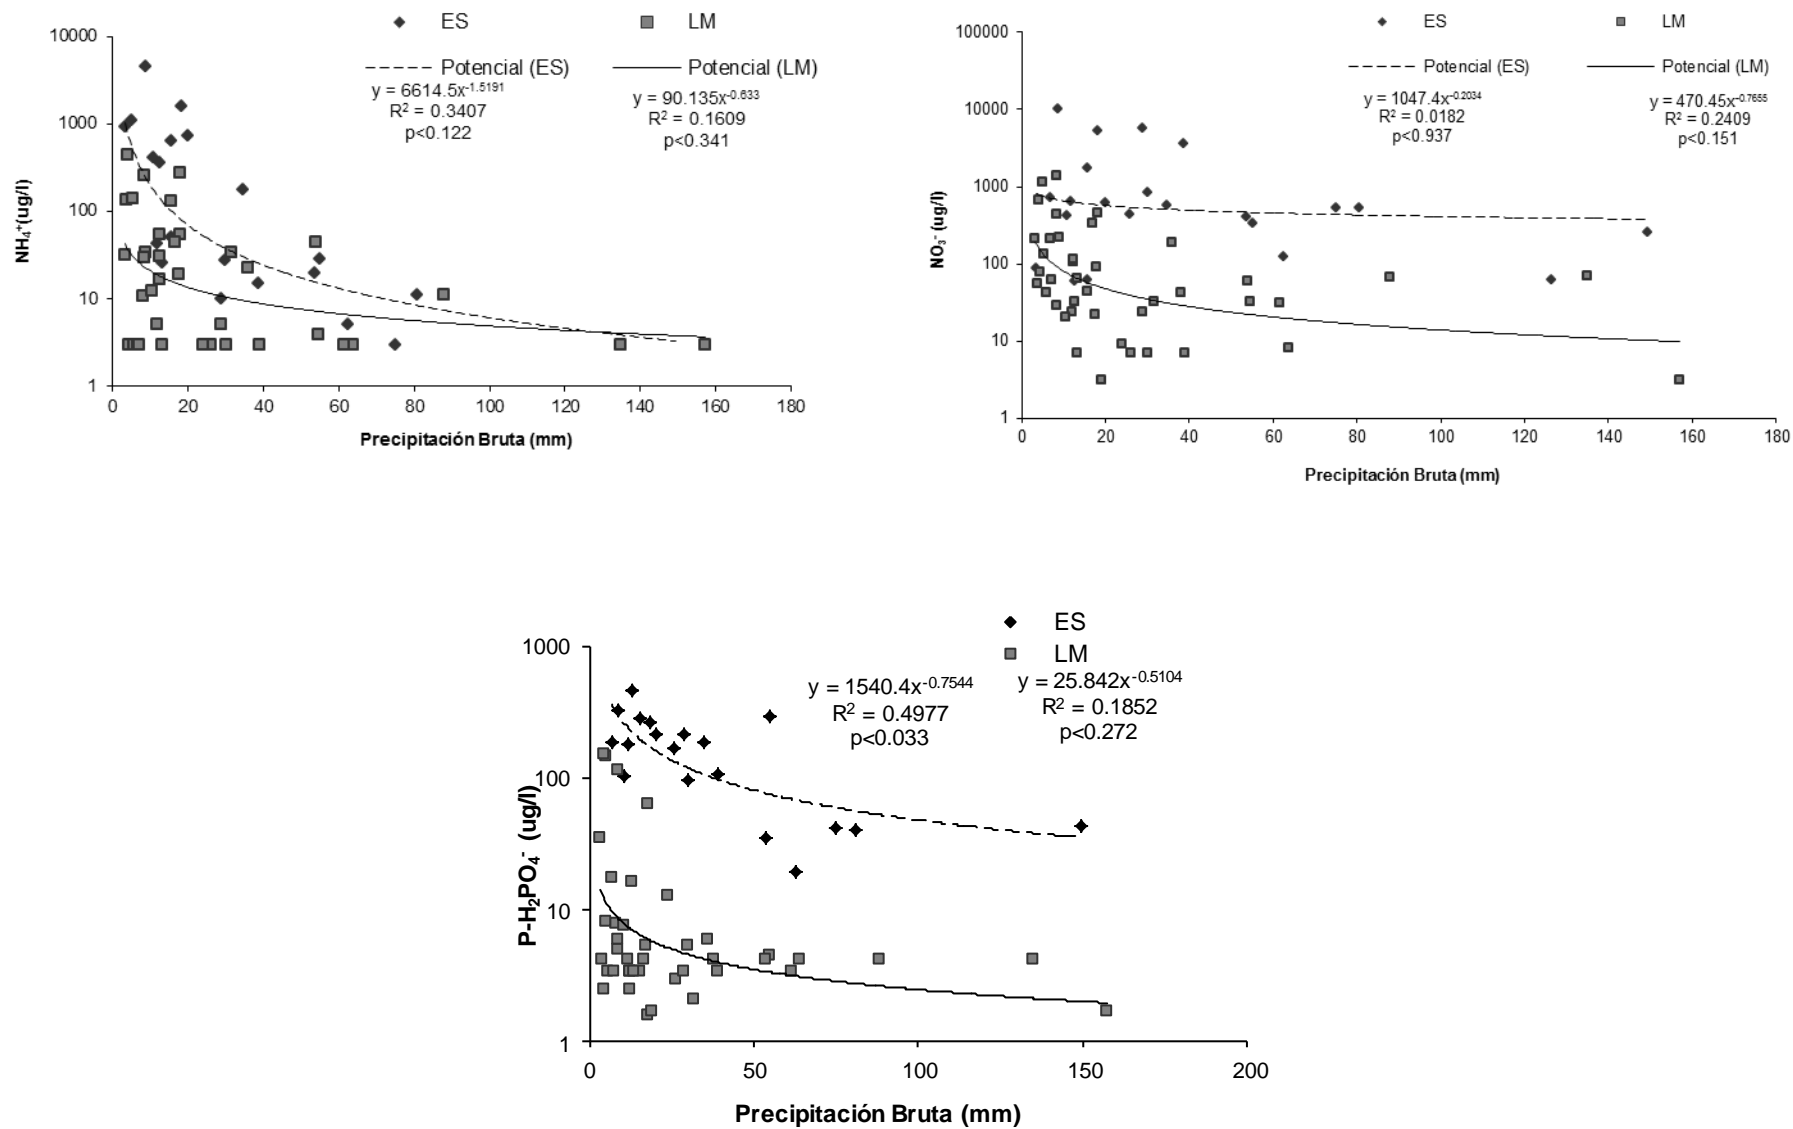 ES LM
Potencial (ES) Potencial (LM)
y = 6614.5x^-1.5191 y = 90.135x^-0.633
R² = 0.3407 R² = 0.1609
p<0.122 p<0.341
NH₄⁺(ug/l)
10000
1000
100
10
1
0 20 40 60 80 100 120 140 160 180
Precipitación Bruta (mm)
ES LM
Potencial (ES) Potencial (LM)
y = 1047.4x^-0.2034 y = 470.45x^-0.7655
R² = 0.0182 R² = 0.2409
p<0.937 p<0.151
NO₃⁻ (ug/l)
100000
10000
1000
100
10
1
0 20 40 60 80 100 120 140 160 180
Precipitación Bruta (mm)
ES
LM
y = 1540.4x^-0.7544 y = 25.842x^-0.5104
R² = 0.4977 R² = 0.1852
p<0.033 p<0.272
P-H₂PO₄⁻ (ug/l)
1000
100
10
1
0 50 100 150 200
Precipitación Bruta (mm)